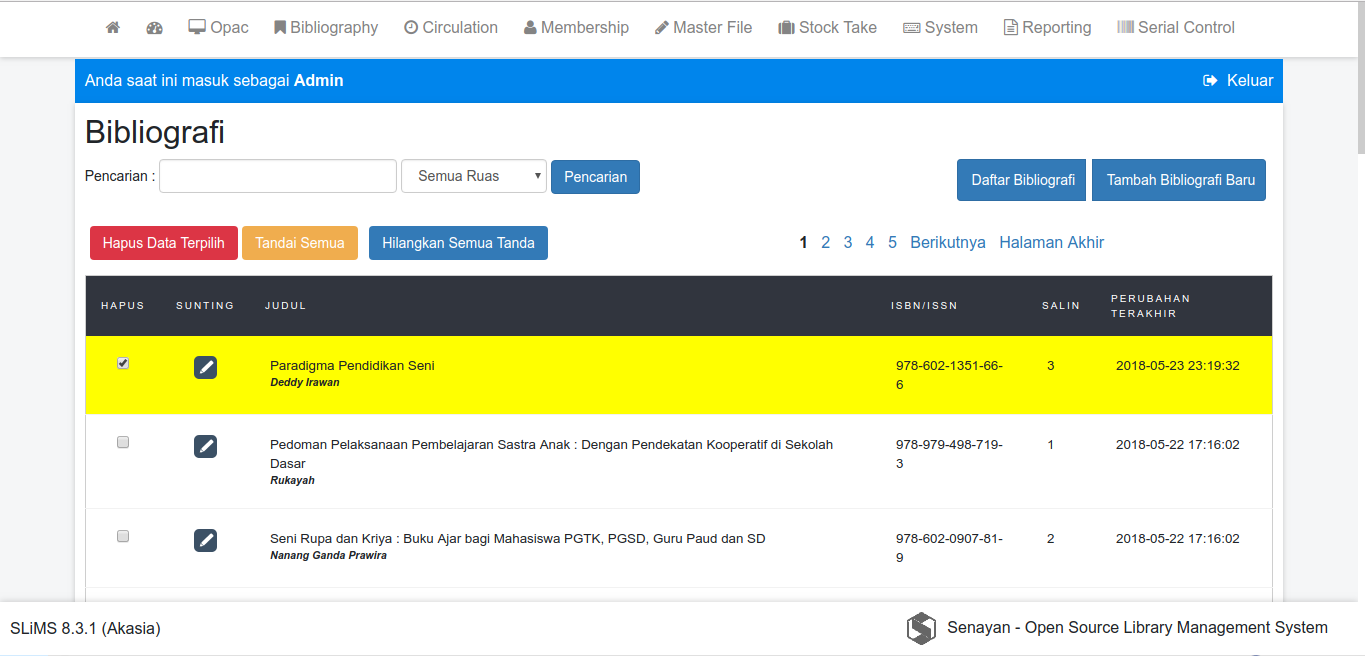 Opac Bibliography Circulation Membership Master File Stock Take System Reporting Serial Control
Anda saat ini masuk sebagai Admin Keluar
Bibliografi
Pencarian : Semua Ruas Pencarian Daftar Bibliografi Tambah Bibliografi Baru
Hapus Data Terpilih Tandai Semua Hilangkan Semua Tanda 1 2 3 4 5 Berikutnya Halaman Akhir
HAPUS SUNTING JUDUL ISBN/ISSN SALIN PERUBAHAN
TERAKHIR
Paradigma Pendidikan Seni 978-602-1351-66- 3 2018-05-23 23:19:32
Deddy Irawan 6
Pedoman Pelaksanaan Pembelajaran Sastra Anak : Dengan Pendekatan Kooperatif di Sekolah 978-979-498-719- 1 2018-05-22 17:16:02
Dasar 3
Rukayah
Seni Rupa dan Kriya : Buku Ajar bagi Mahasiswa PGTK, PGSD, Guru Paud dan SD 978-602-0907-81- 2 2018-05-22 17:16:02
Nanang Ganda Prawira 9
SLiMS 8.3.1 (Akasia) Senayan - Open Source Library Management System